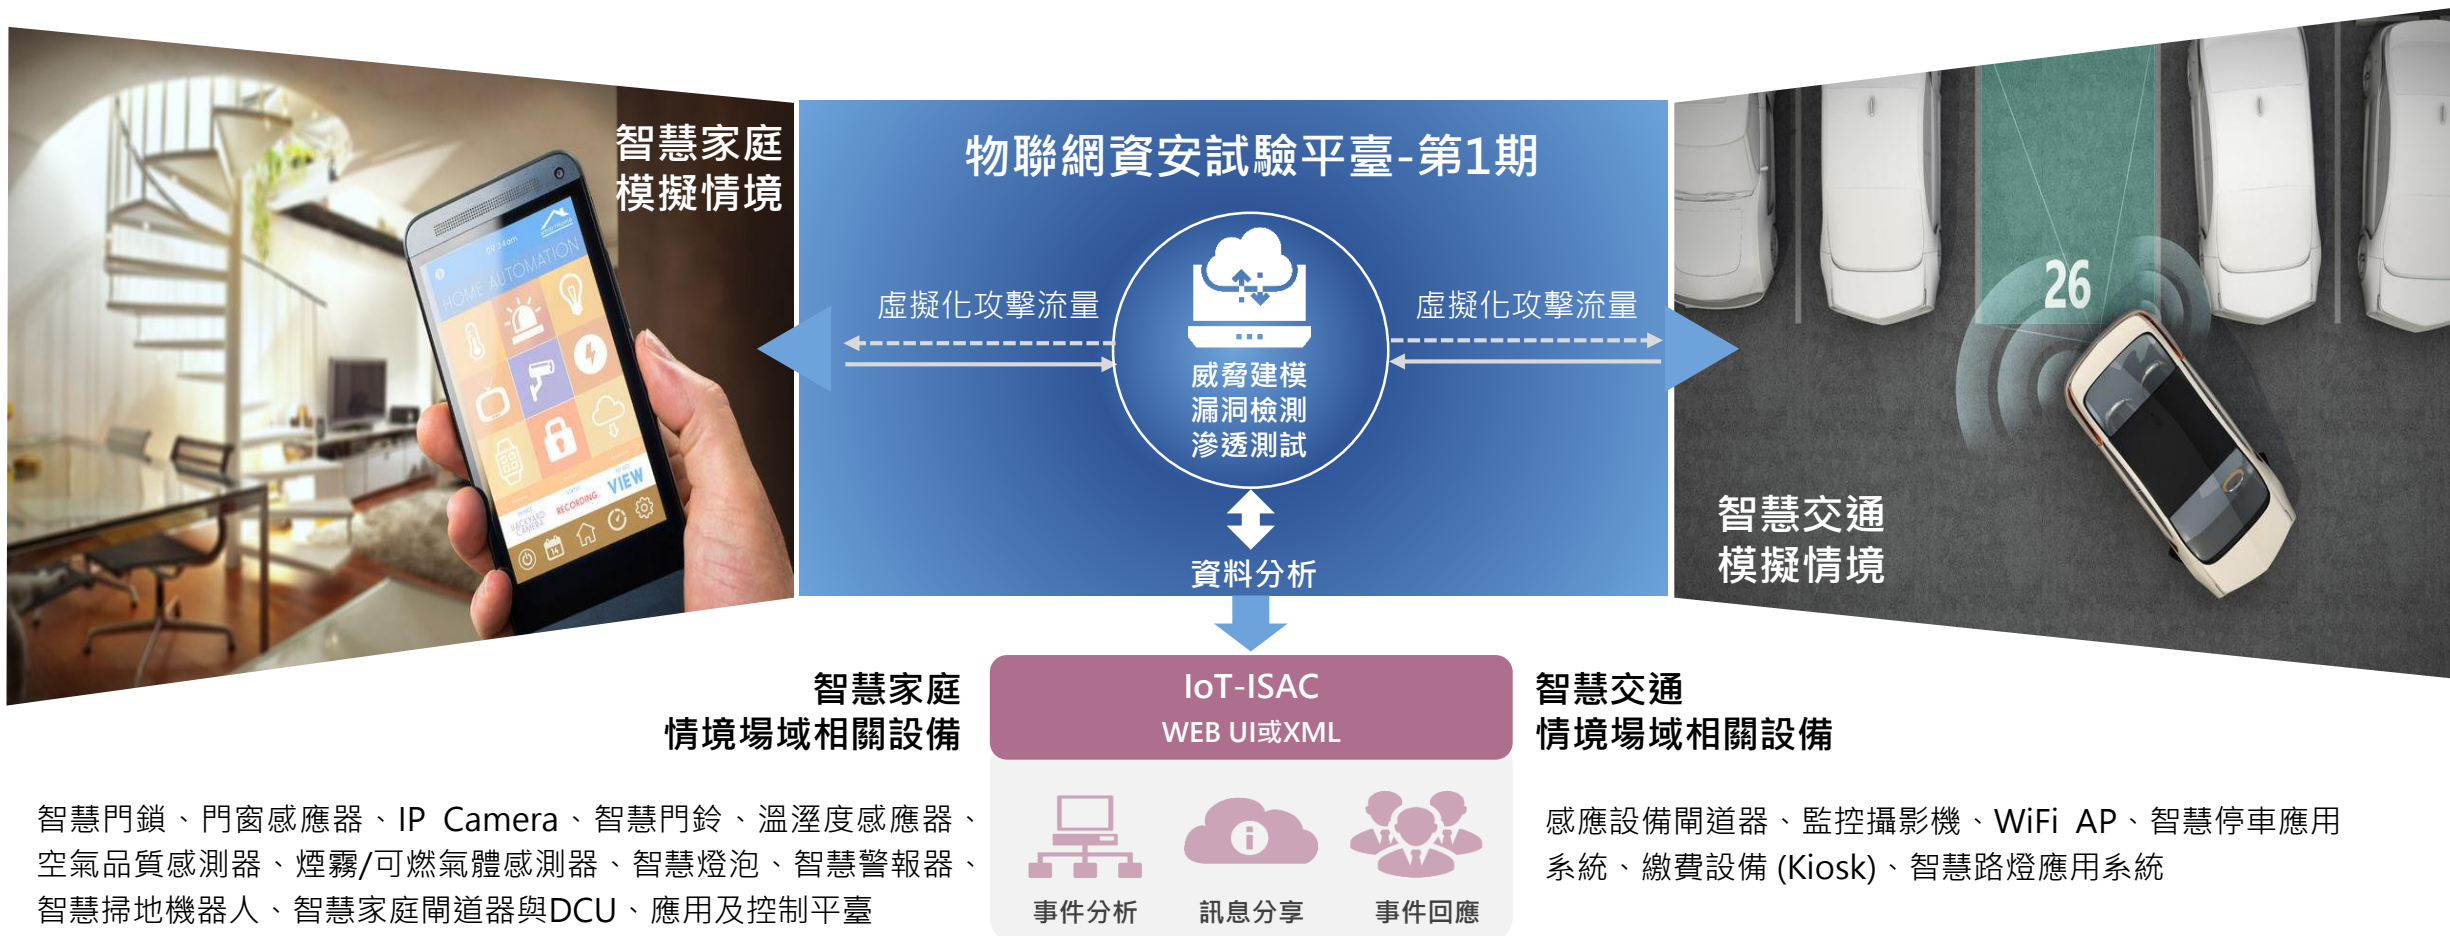 智慧家庭
模擬情境
09:34am
HOME AUTOMATION
BACKYARD
CAMERA
RECORDING
VIEW
14
物聯網資安試驗平臺-第1期
虛擬化攻擊流量
虛擬化攻擊流量
威脅建模
漏洞檢測
滲透測試
資料分析
26
智慧交通
模擬情境
智慧家庭
情境場域相關設備
IoT-ISAC
WEB UI或XML
智慧交通
情境場域相關設備
智慧門鎖、門窗感應器、IP Camera、智慧門鈴、溫溼度感應器、
空氣品質感測器、煙霧/可燃氣體感測器、智慧燈泡、智慧警報器、
智慧掃地機器人、智慧家庭閘道器與DCU、應用及控制平臺
事件分析
訊息分享
事件回應
感應設備閘道器、監控攝影機、WiFi AP、智慧停車應用
系統、繳費設備 (Kiosk)、智慧路燈應用系統